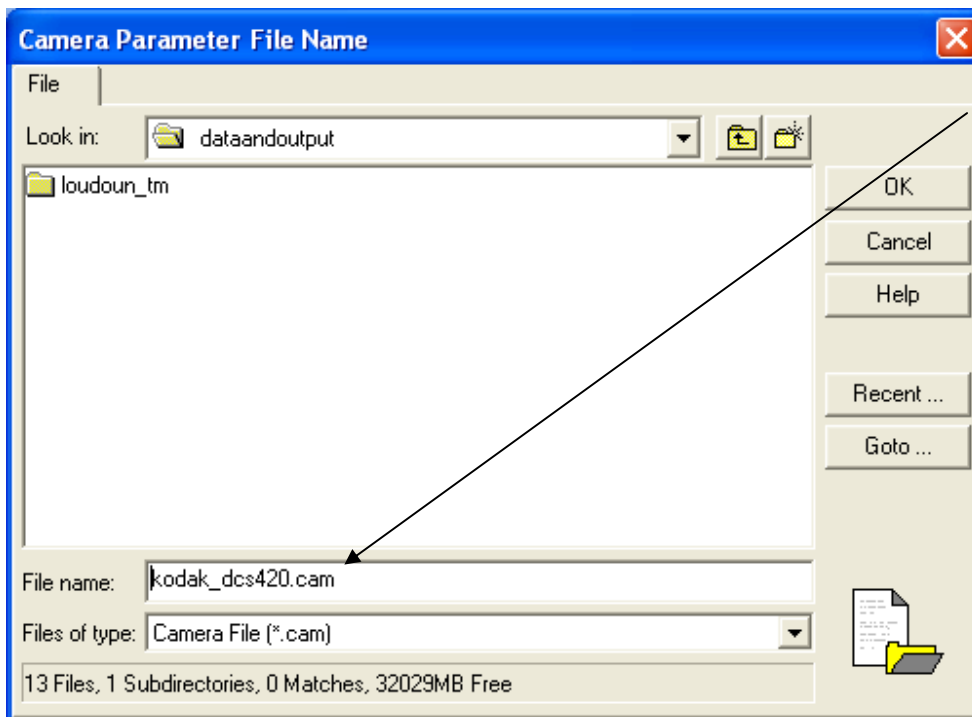 Camera Parameter File Name
File
Look in: dataandoutput
loudoun_tm
OK
Cancel
Help
Recent ...
Goto ...
File name: kodak_dcs420.cam
Files of type: Camera File (*.cam)
13 Files, 1 Subdirectories, 0 Matches, 32029MB Free